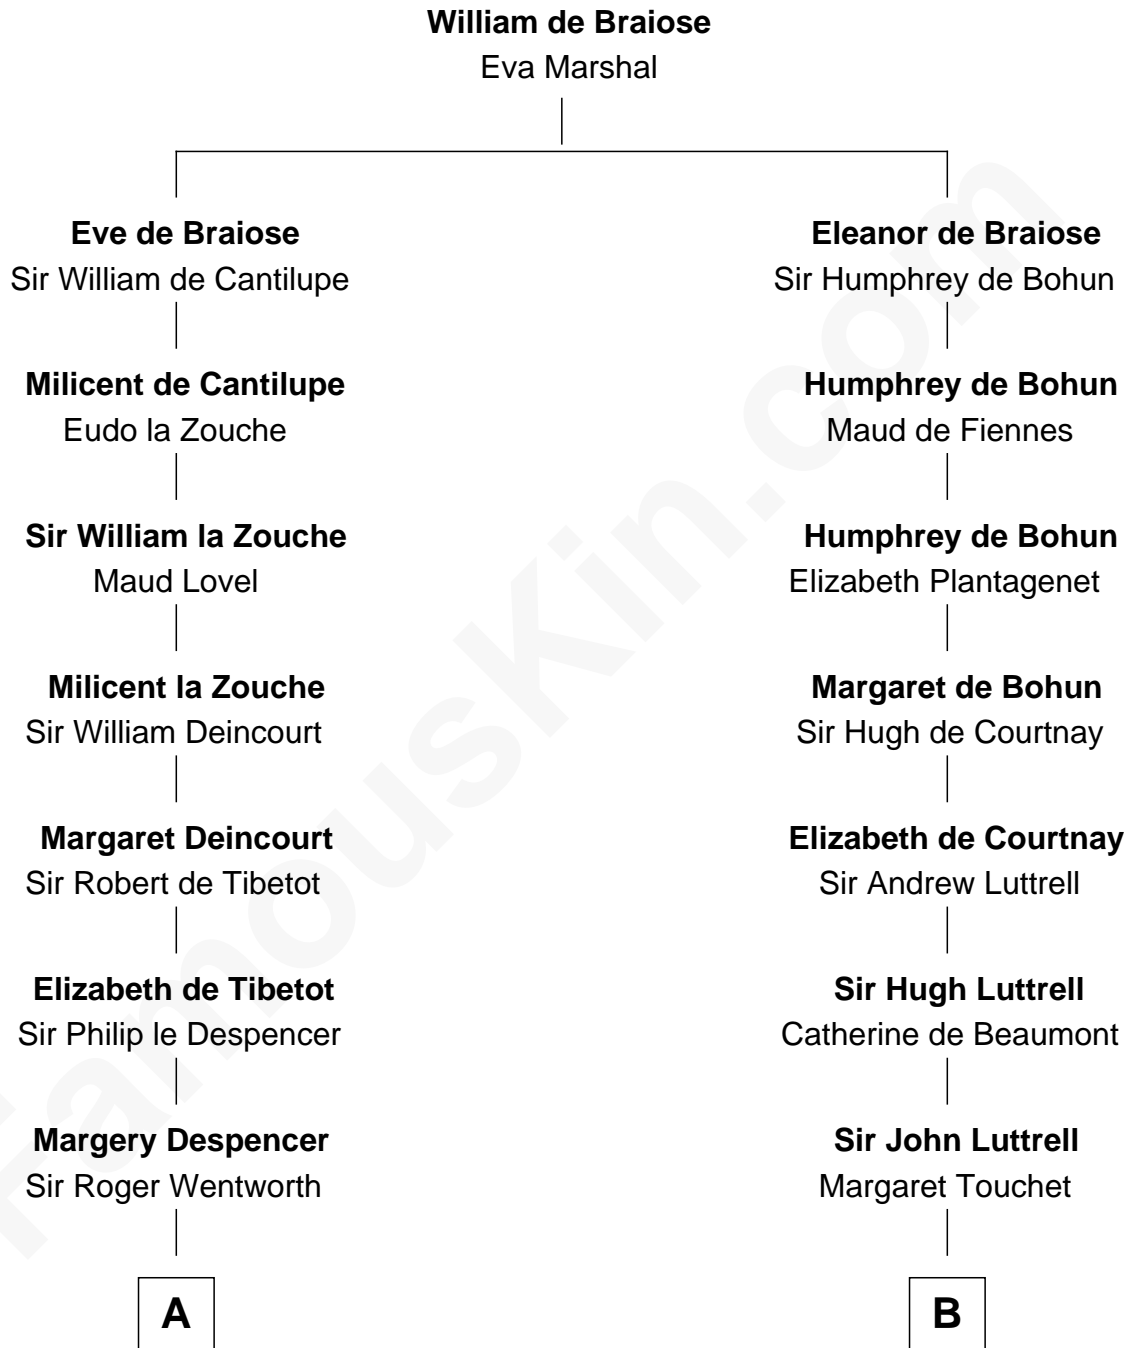 William de Braiose
Eva Marshal
Eve de Braiose
Sir William de Cantilupe
Eleanor de Braiose
Sir Humphrey de Bohun
Milicent de Cantilupe
Eudo la Zouche
Humphrey de Bohun
Maud de Fiennes
Sir William la Zouche
Maud Lovel
Humphrey de Bohun
Elizabeth Plantagenet
Milicent la Zouche
Sir William Deincourt
Margaret de Bohun
Sir Hugh de Courtnay
Margaret Deincourt
Sir Robert de Tibetot
Elizabeth de Courtnay
Sir Andrew Luttrell
Elizabeth de Tibetot
Sir Philip le Despencer
Sir Hugh Luttrell
Catherine de Beaumont
Margery Despencer
Sir Roger Wentworth
Sir John Luttrell
Margaret Touchet
A
B
FamousKin.com